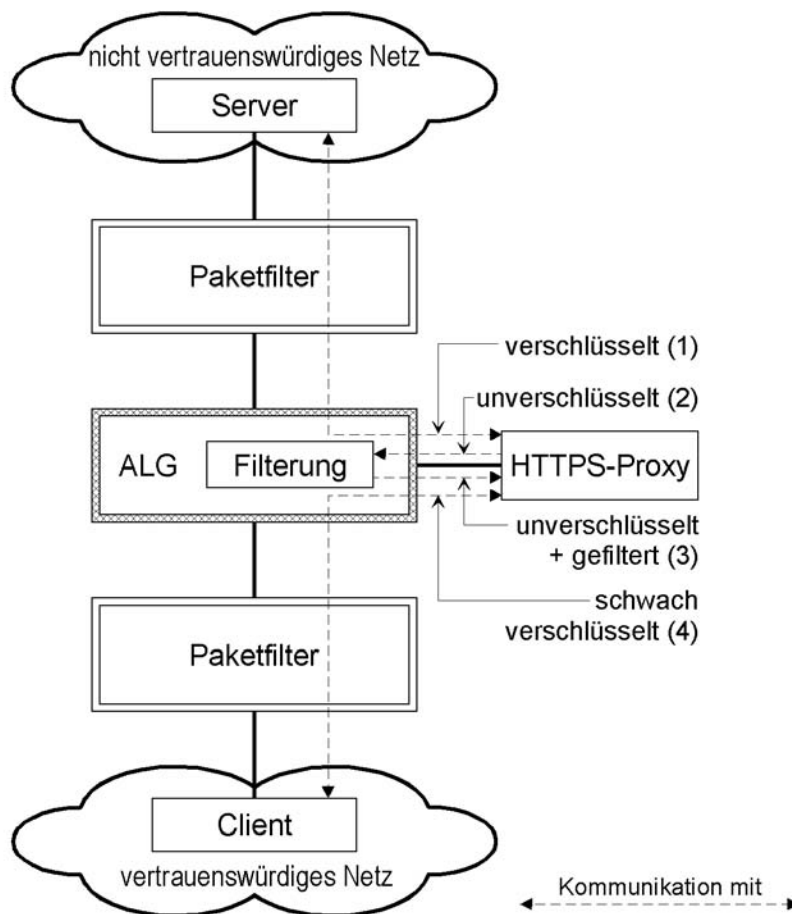 nicht vertrauenswürdiges Netz
Server
Paketfilter
verschlüsselt (1)
unverschlüsselt (2)
ALG
Filterung
HTTPS-Proxy
unverschlüsselt
+ gefiltert (3)
schwach
verschlüsselt (4)
Paketfilter
Client
vertrauenswürdiges Netz
Kommunikation mit